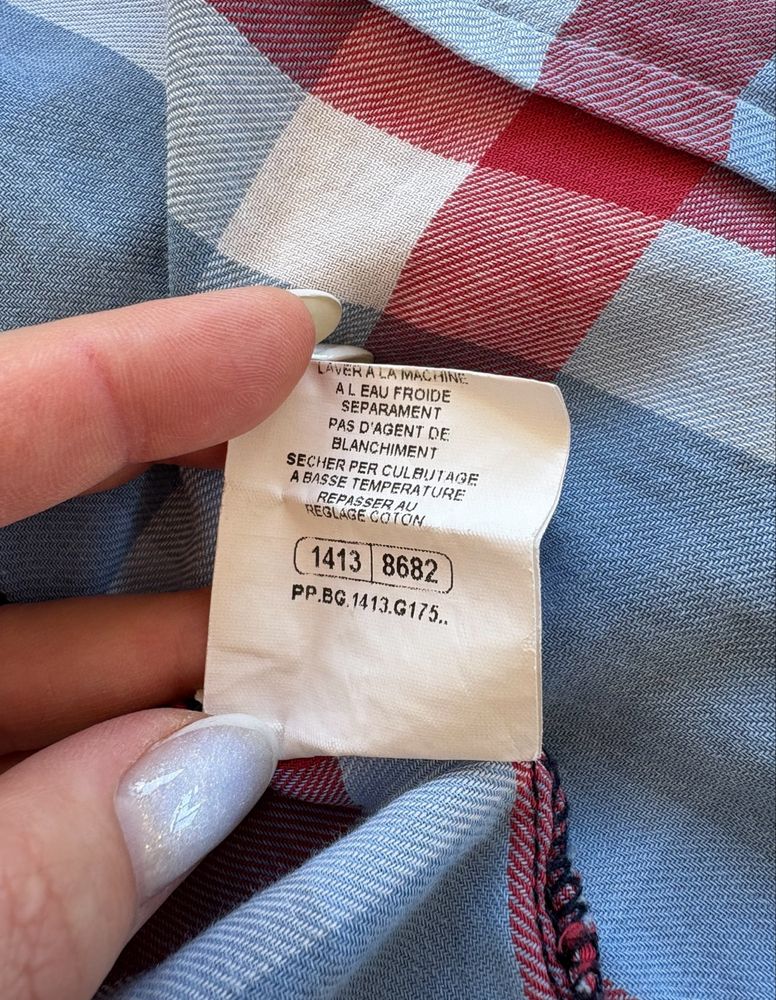 LAVER A LA MACHINE
A L EAU FROIDE
SEPARAMENT
PAS D'AGENT DE
BLANCHIMENT
SECHER PER CULBUTAGE
A BASSE TEMPERATURE
REPASSER AU
REGLAGE COTON
1413 8682
PP.BG.1413.G175..